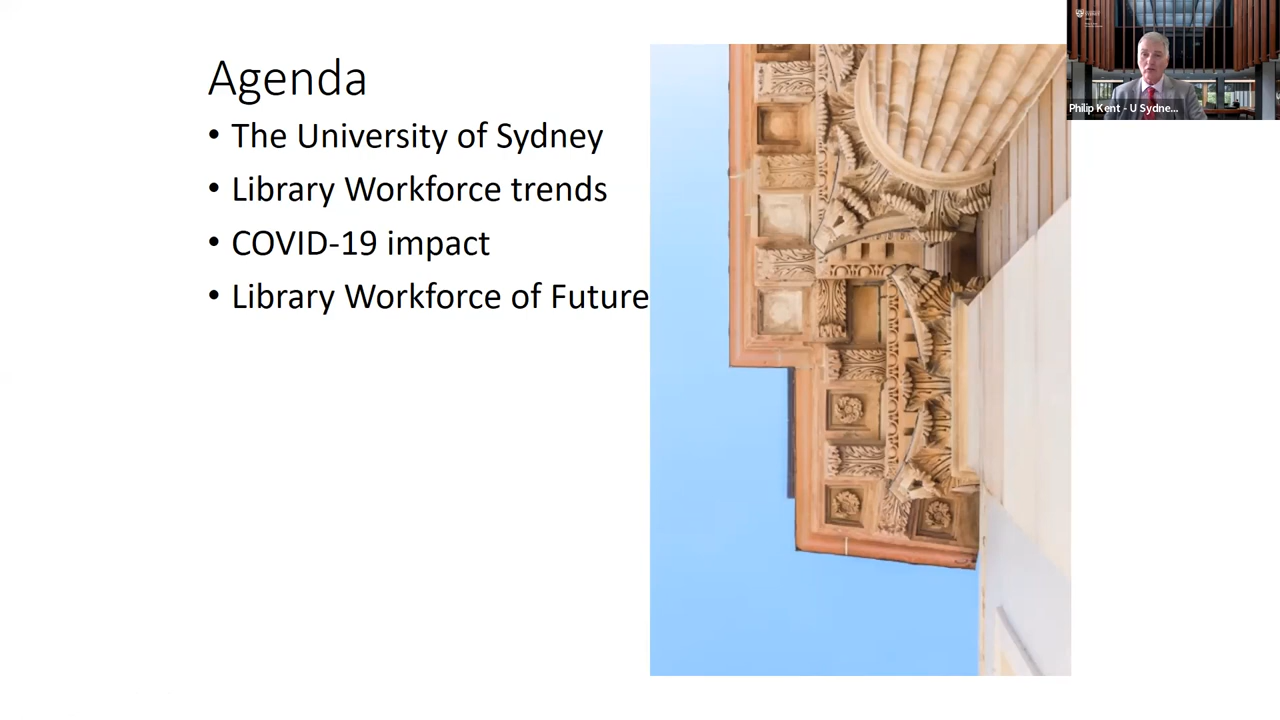 Agenda
• The University of Sydney
• Library Workforce trends
• COVID-19 impact
• Library Workforce of Future
Philip Kent - U Sydne...